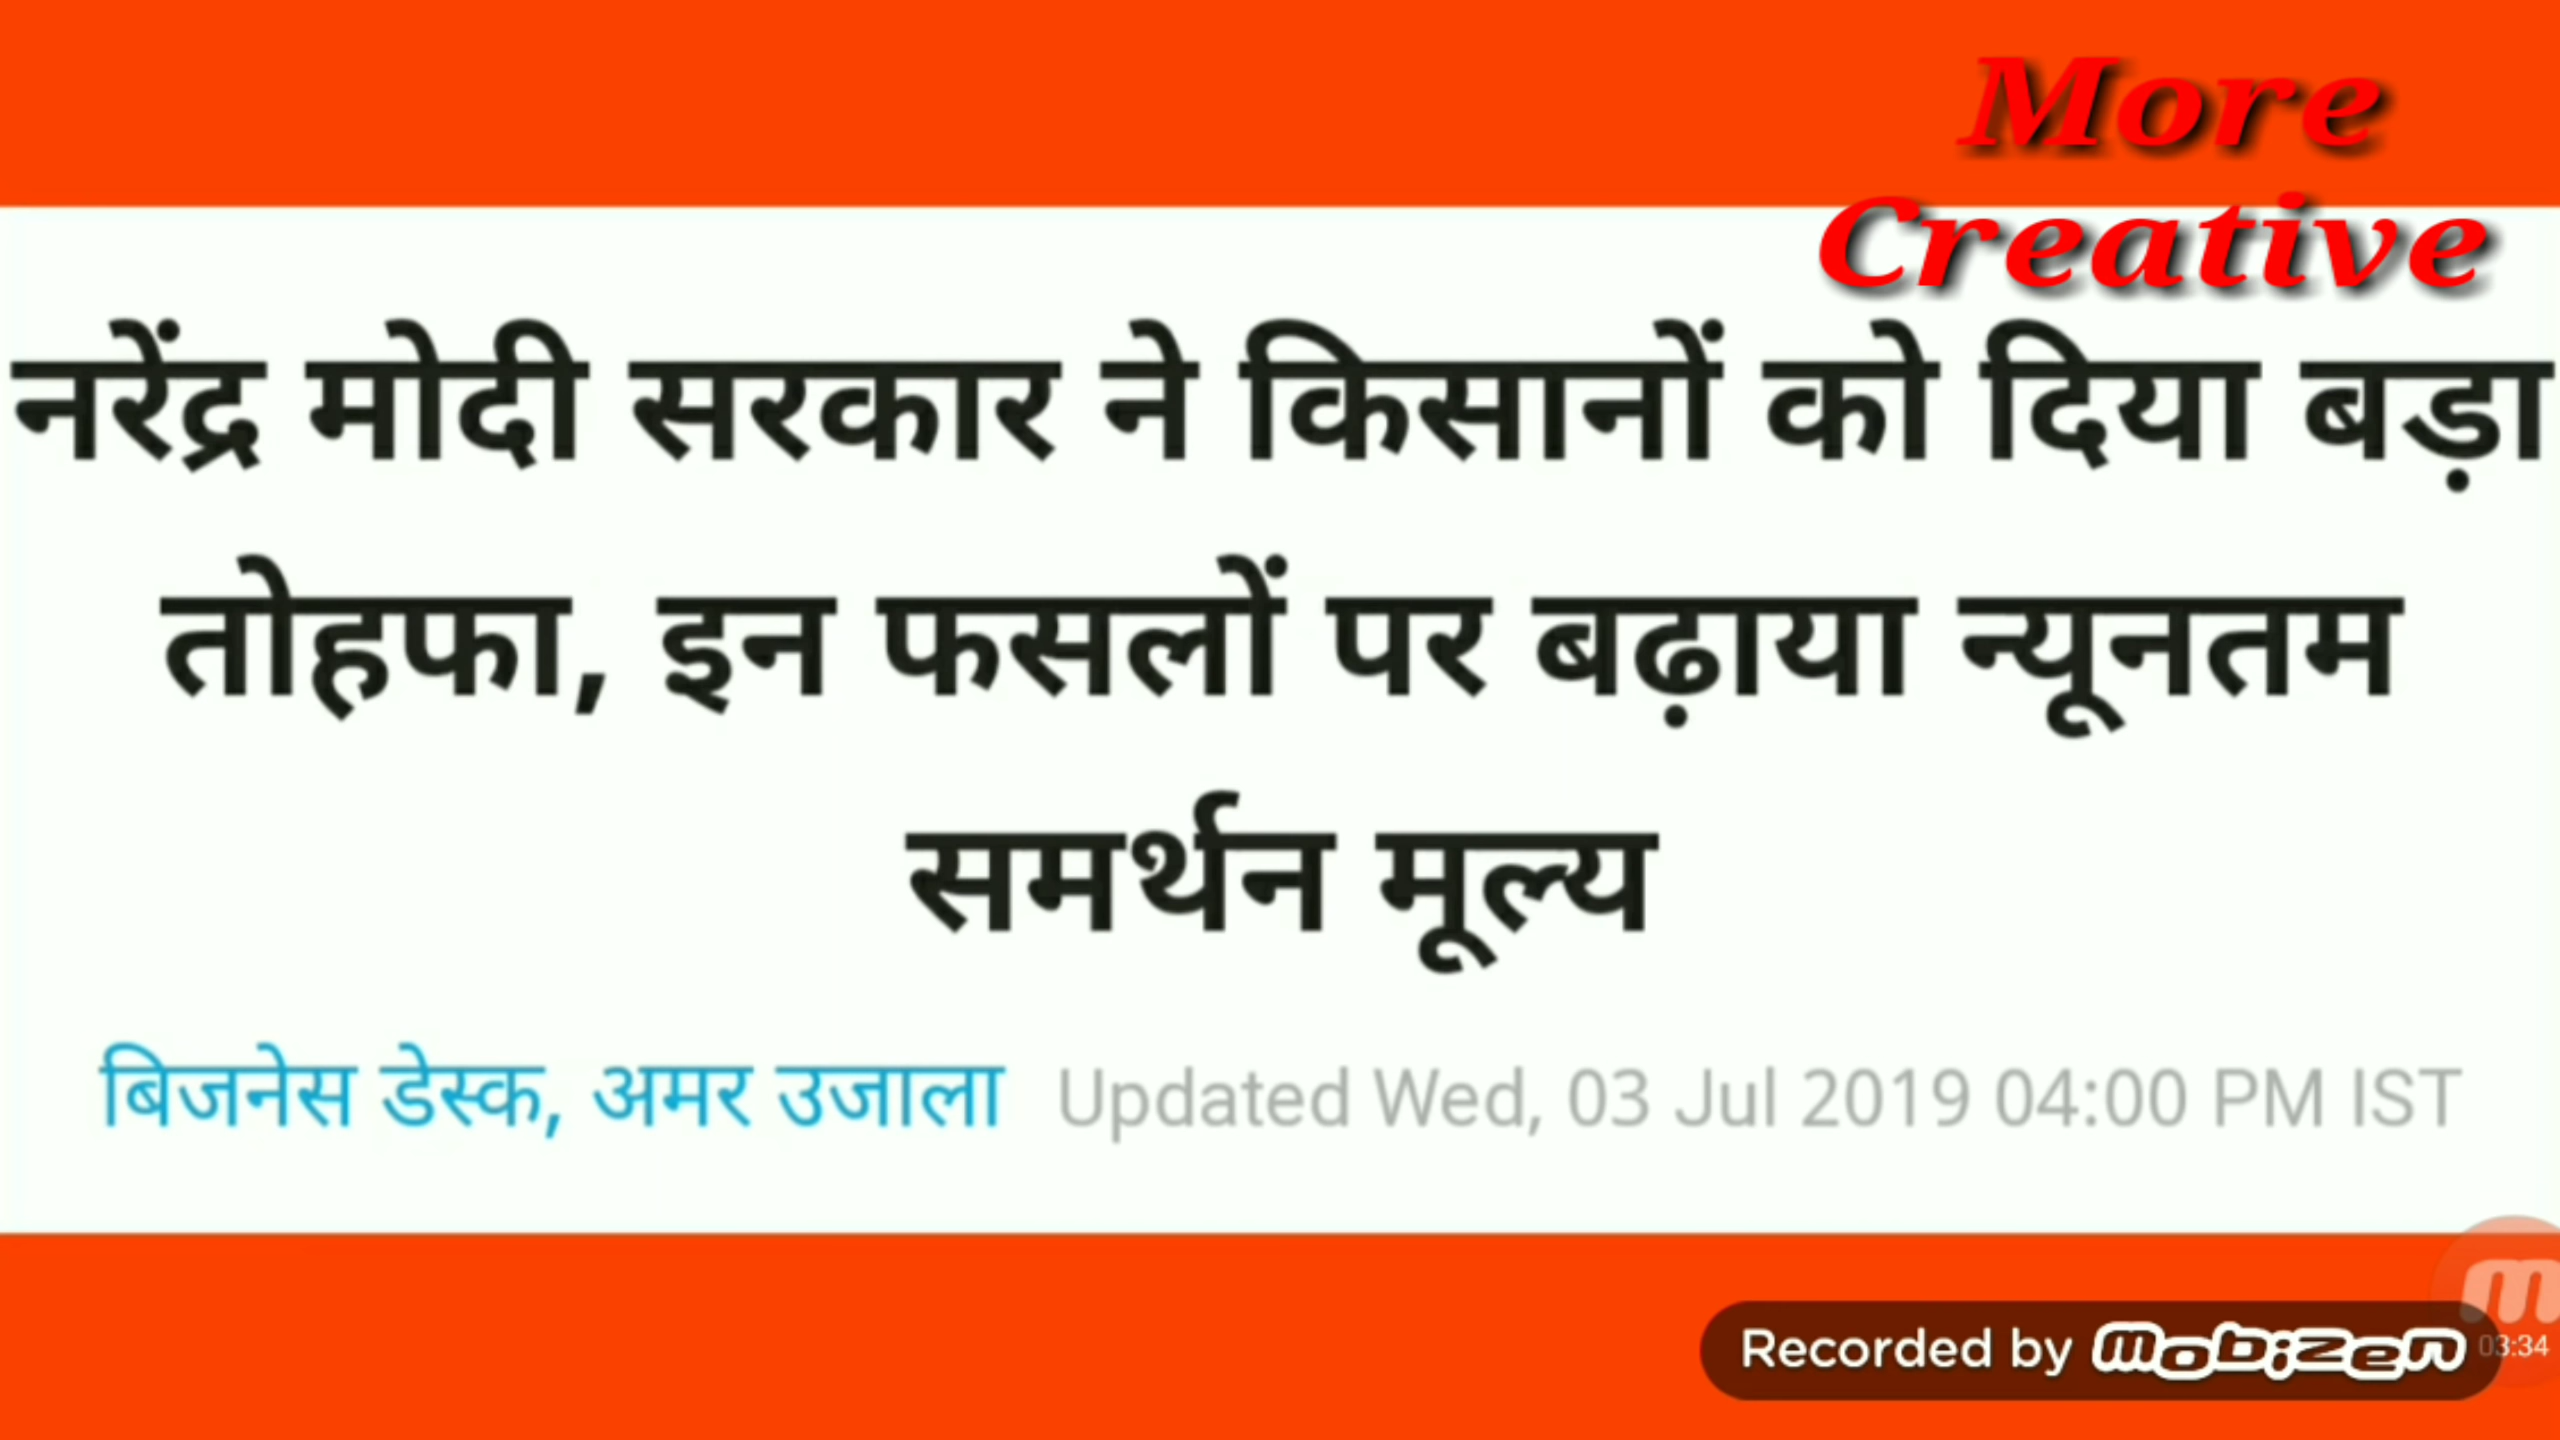 More
Creative
नरेंद्र मोदी सरकार ने किसानों को दिया बड़ा
तोहफा, इन फसलों पर बढ़ाया न्यूनतम
समर्थन मूल्य
बिजनेस डेस्क, अमर उजाला Updated Wed, 03 Jul 2019 04:00 PM IST
m
Recorded by mobizen 03:34